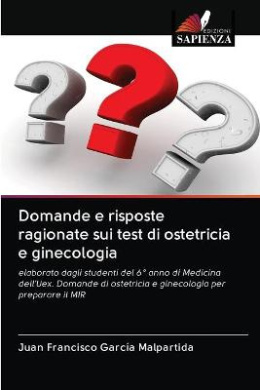 EDIZIONI
SAPIENZA
Domande e risposte
ragionate sui test di ostetricia
e ginecologia
elaborato dagli studenti del 6° anno di Medicina
dell'Uex. Domande di ostetricia e ginecologia per
preparare il MIR
Juan Francisco García Malpartida